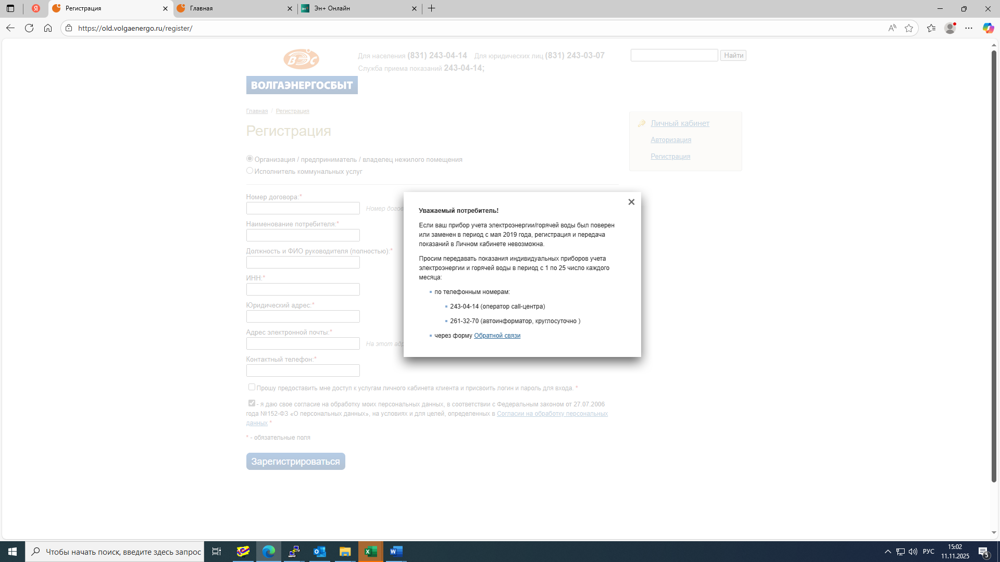 Регистрация
Главная
Эн+ Онлайн
https://old.volgaenergo.ru/register/
ВЭС
ВОЛГАЭНЕРГОСБЫТ
Для населения (831) 243-04-14 Для юридических лиц (831) 243-03-07
Служба приема показаний 243-04-14;
Найти
Главная / Регистрация
Регистрация
Личный кабинет
Авторизация
Регистрация
Организация / предприниматель / владелец нежилого помещения
Исполнитель коммунальных услуг
Номер договора:*
Номер догов
Наименование потребителя:*
Должность и ФИО руководителя (полностью):*
ИНН:*
Юридический адрес:*
Адрес электронной почты:*
На этот адр
Контактный телефон:*
Уважаемый потребитель!
Если ваш прибор учета электроэнергии/горячей воды был поверен
или заменен в период с мая 2019 года, регистрация и передача
показаний в Личном кабинете невозможна.
Просим передавать показания индивидуальных приборов учета
электроэнергии и горячей воды в период с 1 по 25 число каждого
месяца:
по телефонным номерам:
243-04-14 (оператор call-центра)
261-32-70 (автоинформатор, круглосуточно )
через форму Обратной связи
Прошу предоставить мне доступ к услугам личного кабинета клиента и присвоить логин и пароль для входа. *
- я даю свое согласие на обработку моих персональных данных, в соответствии с Федеральным законом от 27.07.2006
года №152-ФЗ «О персональных данных», на условиях и для целей, определенных в Согласии на обработку персональных
данных *
* - обязательные поля
Зарегистрироваться
Чтобы начать поиск, введите здесь запрос
РУС
15:02
11.11.2025
5